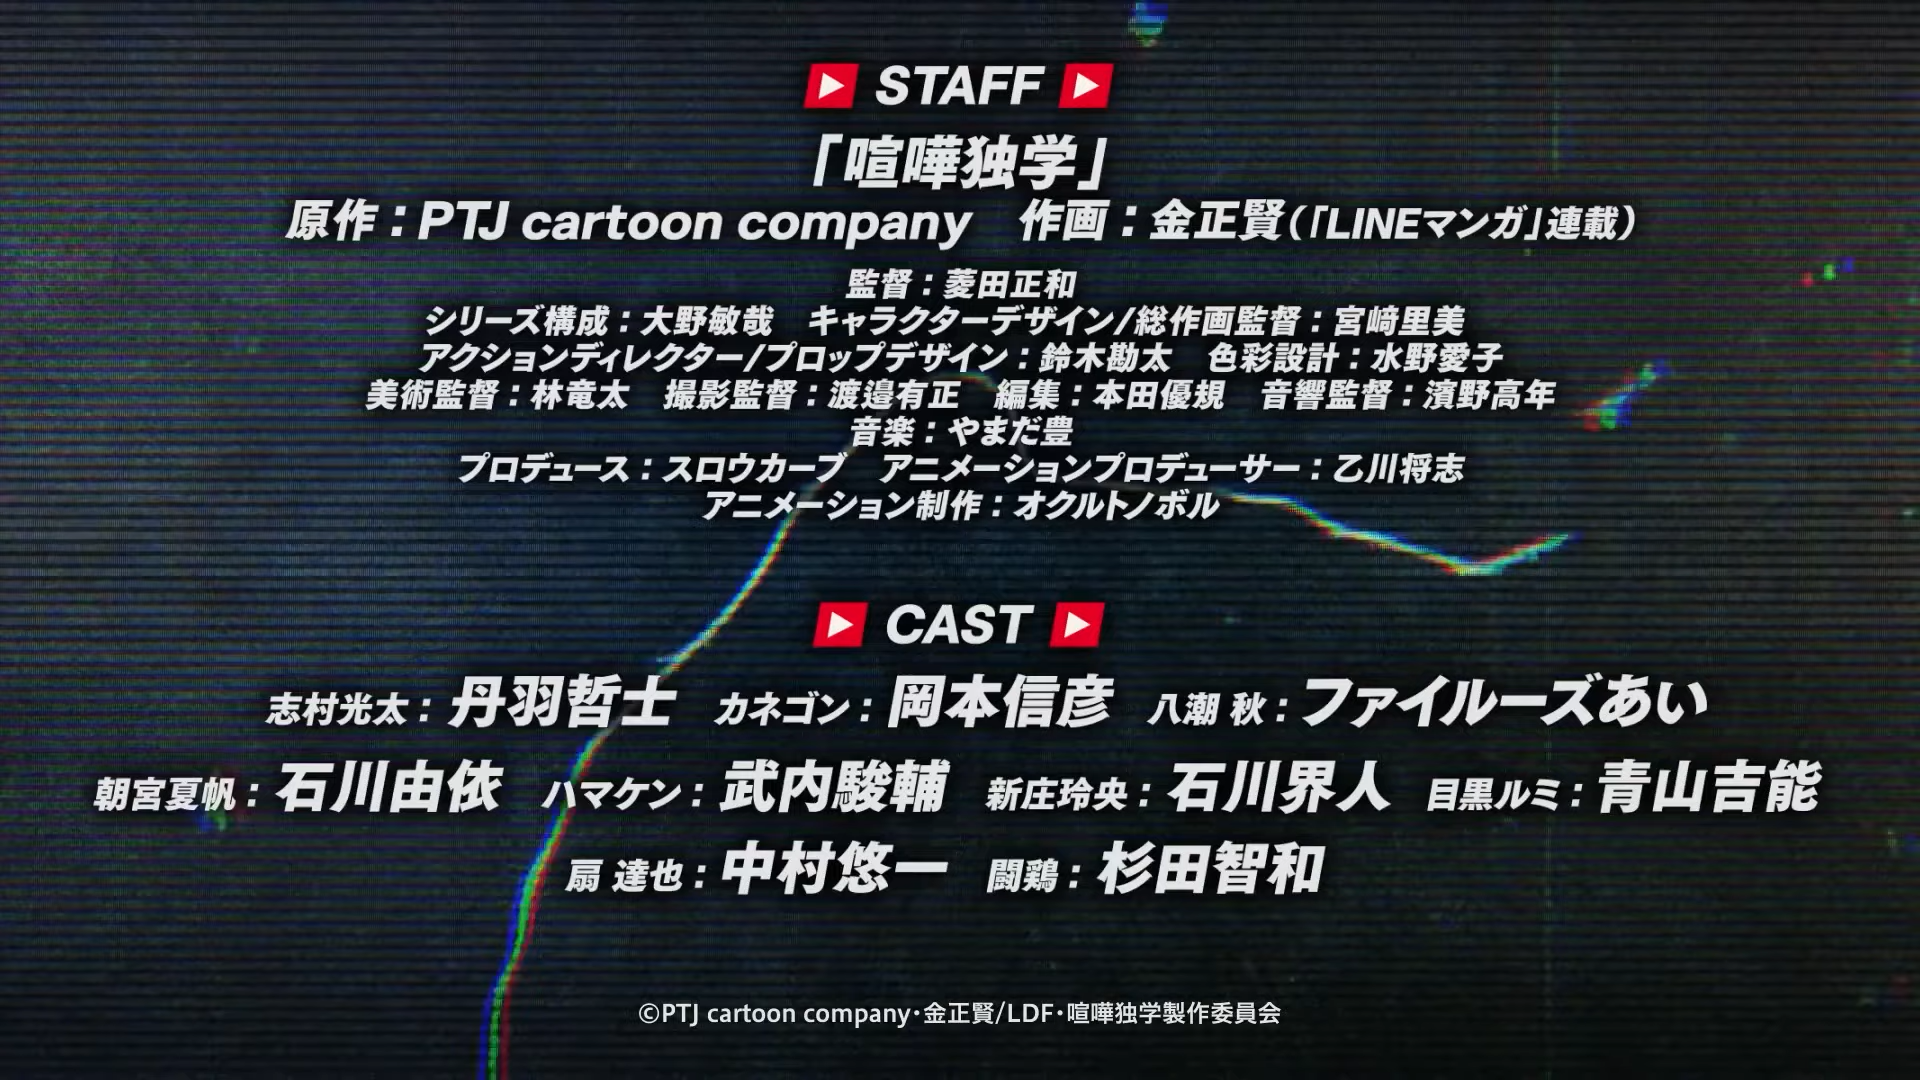 STAFF
「喧嘩独学」
原作：PTJ cartoon company　作画：金正賢（「LINEマンガ」連載）
監督：菱田正和
シリーズ構成：大野敏哉　キャラクターデザイン/総作画監督：宮﨑里美
アクションディレクター/プロップデザイン：鈴木勘太　色彩設計：水野愛子
美術監督：林竜太　撮影監督：渡邉有正　編集：本田優規　音響監督：濱野高年
音楽：やまだ豊
プロデュース：スロウカーブ　アニメーションプロデューサー：乙川将志
アニメーション制作：オクルトノボル
CAST
志村光太：丹羽哲士　カネゴン：岡本信彦　八潮 秋：ファイルーズあい
朝宮夏帆：石川由依　ハマケン：武内駿輔　新庄玲央：石川界人　目黒ルミ：青山吉能
扇 達也：中村悠一　闘鶏：杉田智和
©PTJ cartoon company・金正賢/LDF・喧嘩独学製作委員会